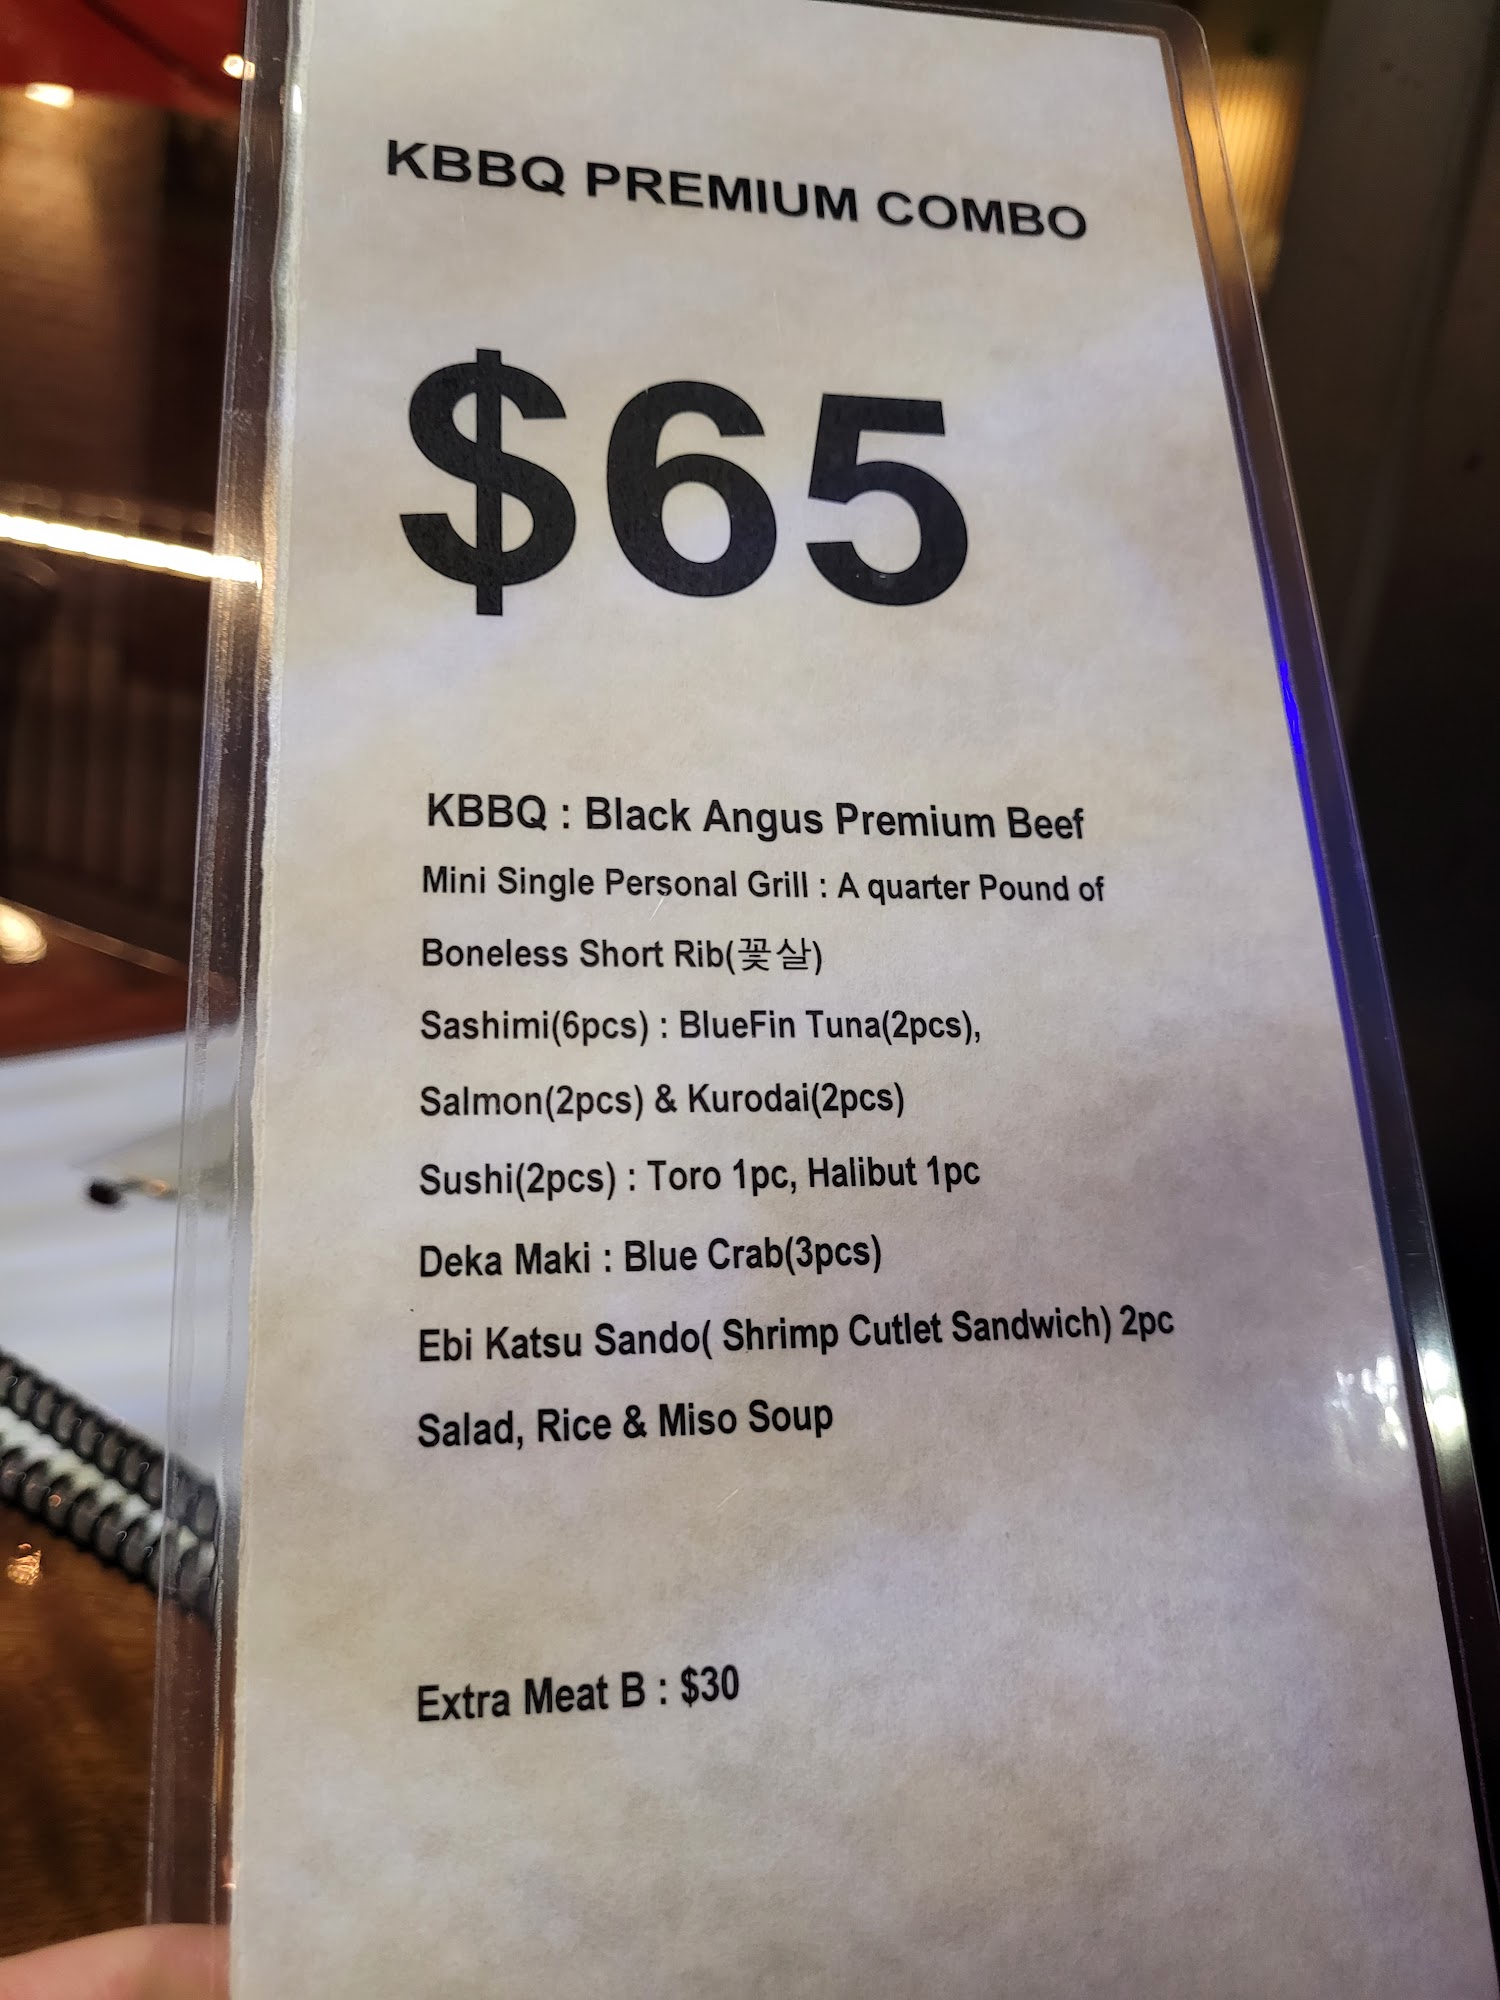 KBBQ PREMIUM COMBO
$65
KBBQ : Black Angus Premium Beef
Mini Single Personal Grill : A quarter Pound of
Boneless Short Rib(꽃살)
Sashimi(6pcs) : BlueFin Tuna(2pcs),
Salmon(2pcs) & Kurodai(2pcs)
Sushi(2pcs) : Toro 1pc, Halibut 1pc
Deka Maki : Blue Crab(3pcs)
Ebi Katsu Sando( Shrimp Cutlet Sandwich) 2pc
Salad, Rice & Miso Soup
Extra Meat B : $30